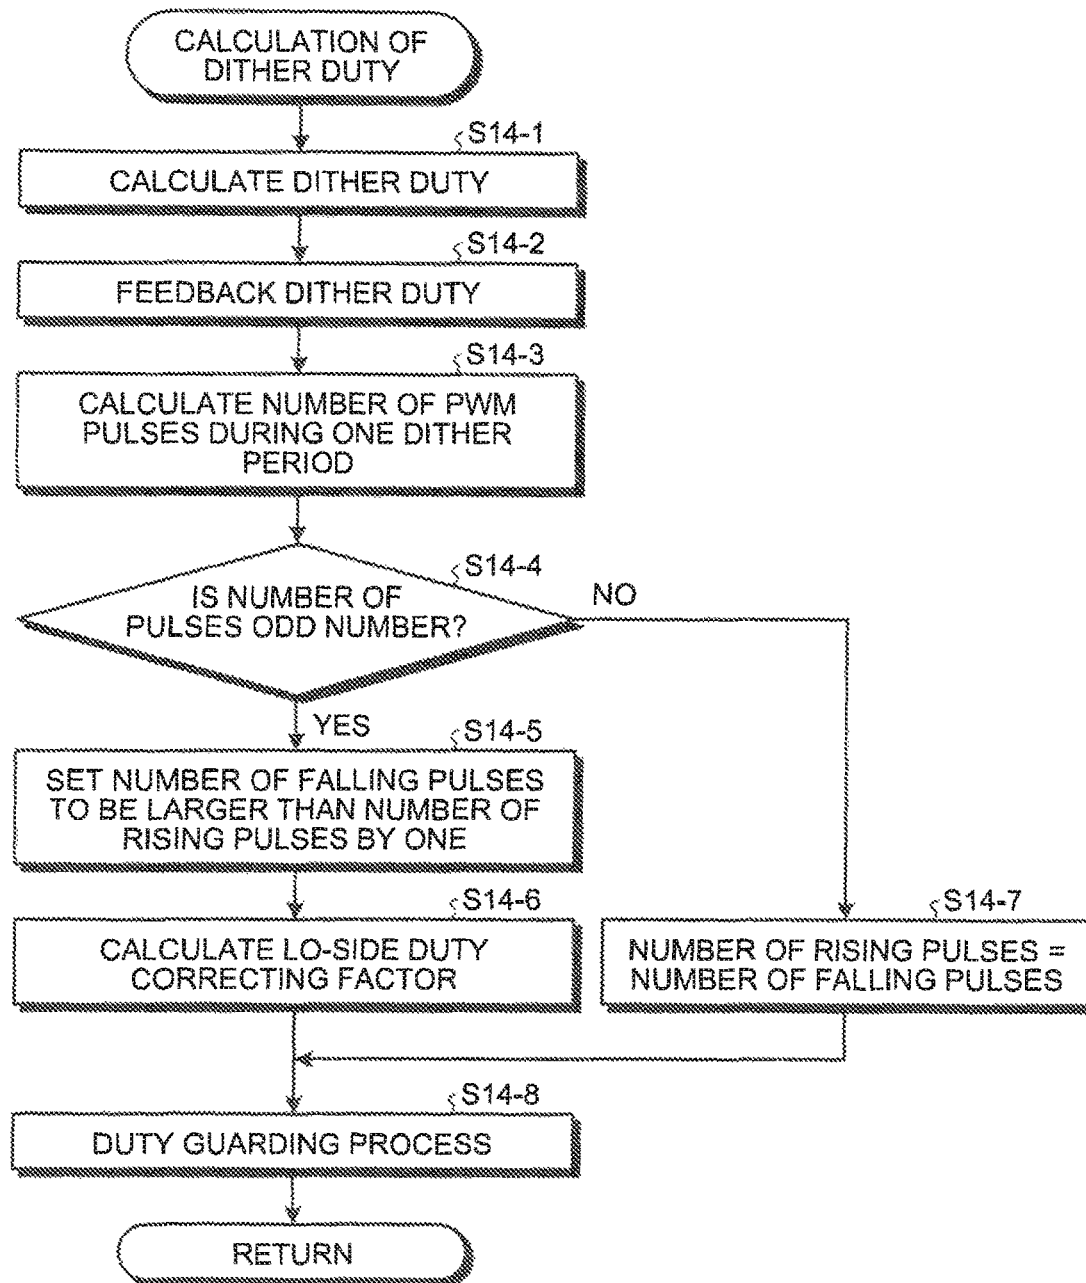 CALCULATION OF
DITHER DUTY
S14-1
CALCULATE DITHER DUTY
S14-2
FEEDBACK DITHER DUTY
S14-3
CALCULATE NUMBER OF PWM
PULSES DURING ONE DITHER
PERIOD
S14-4
IS NUMBER OF
PULSES ODD NUMBER?
NO
YES
S14-5
SET NUMBER OF FALLING PULSES
TO BE LARGER THAN NUMBER OF
RISING PULSES BY ONE
S14-6
CALCULATE LO-SIDE DUTY
CORRECTING FACTOR
S14-7
NUMBER OF RISING PULSES =
NUMBER OF FALLING PULSES
S14-8
DUTY GUARDING PROCESS
RETURN